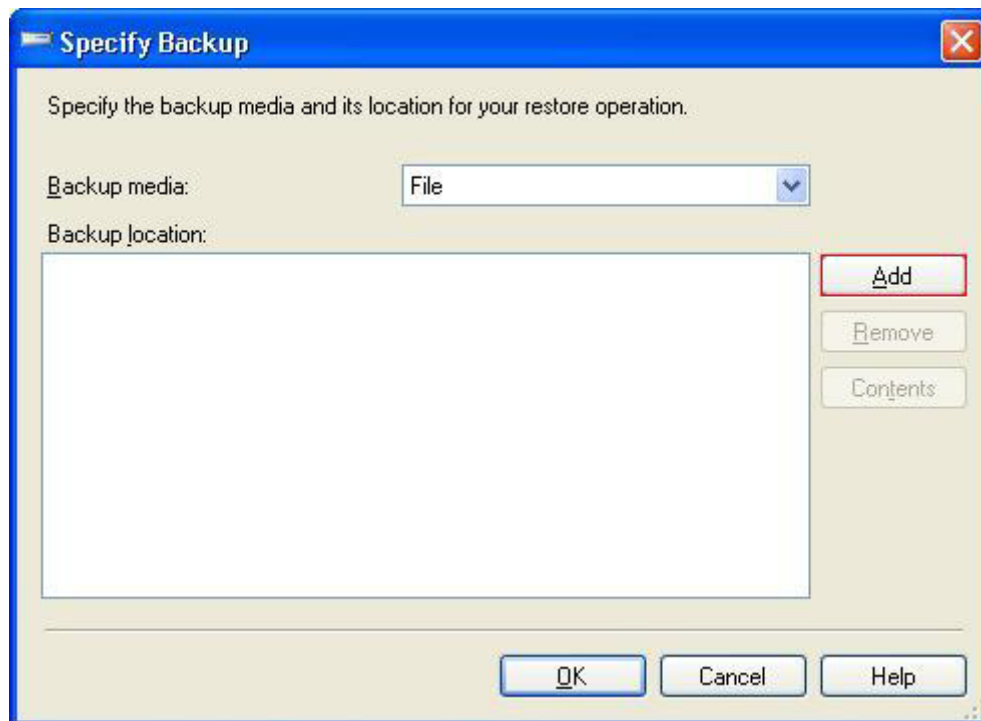 Specify Backup
Specify the backup media and its location for your restore operation.
Backup media:
File
Backup location:
Add
Remove
Contents
OK
Cancel
Help